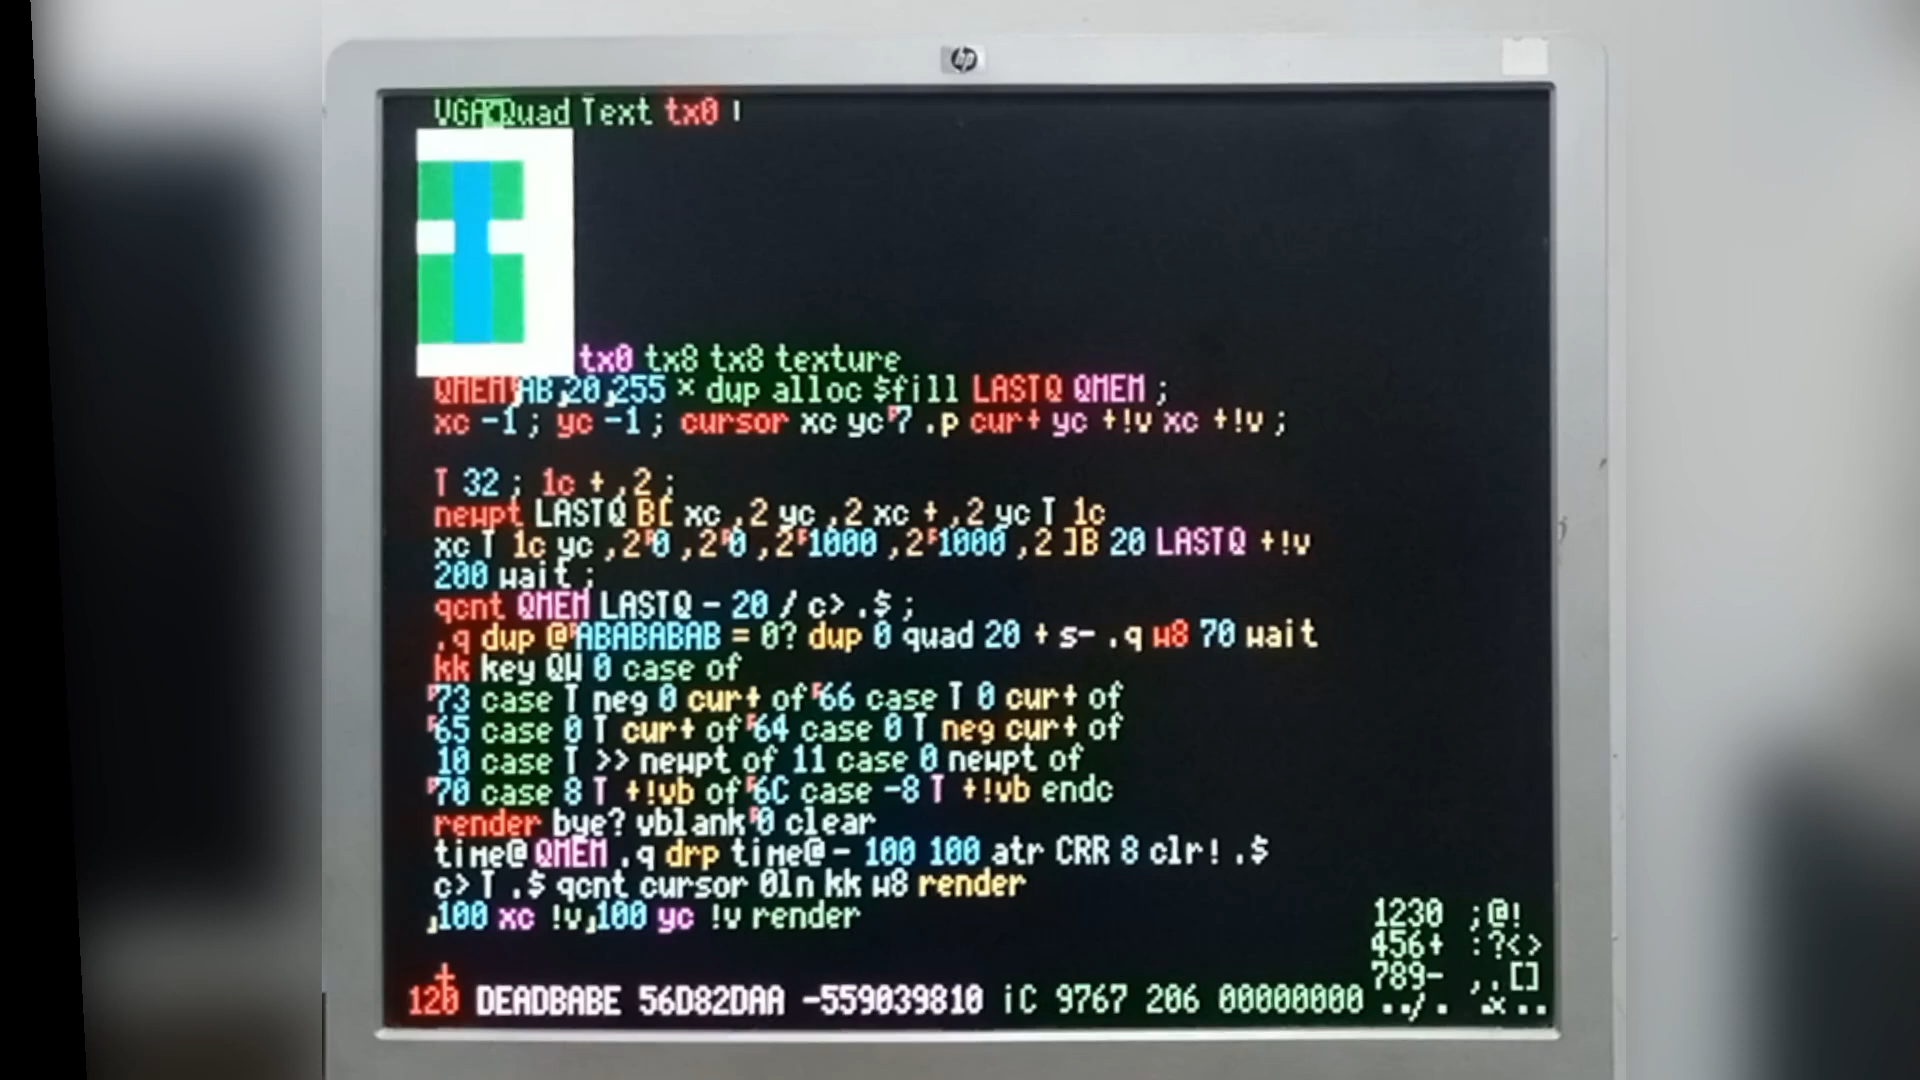 hp
VGA Quad Text tx0
tx0 tx8 tx8 texture
QMEM AB 20 255 × dup alloc $fill LASTQ QMEM ;
xc -1 ; yc -1 ; cursor xc yc 7 .p cur+ yc +!v xc +!v ;
T 32 ; 1c + ,2 ;
newpt LASTQ B[ xc ,2 yc ,2 xc + ,2 yc T 1c
xc T 1c yc ,2 0 ,2 0 ,2 1000 ,2 1000 ,2 ]B 20 LASTQ +!v
200 wait ;
qcnt QMEM LASTQ - 20 / c> .$ ;
.q dup @ ABABABAB = 0? dup 0 quad 20 + s- .q w8 70 wait
kk key QW 0 case of
73 case T neg 0 cur+ of 66 case T 0 cur+ of
65 case 0 T cur+ of 64 case 0 T neg cur+ of
10 case T >> newpt of 11 case 0 newpt of
70 case 8 T +!vb of 6C case -8 T +!vb endc
render bye? vblank 0 clear
time@ QMEM .q drp time@ - 100 100 atr CRR 8 clr! .$
c> T .$ qcnt cursor 0ln kk w8 render
100 xc !v 100 yc !v render
1230 ;@!
456+ :?<>
789- ,.[]
../. .x..
120 DEADBABE 56D82DAA -559039810 iC 9767 206 00000000